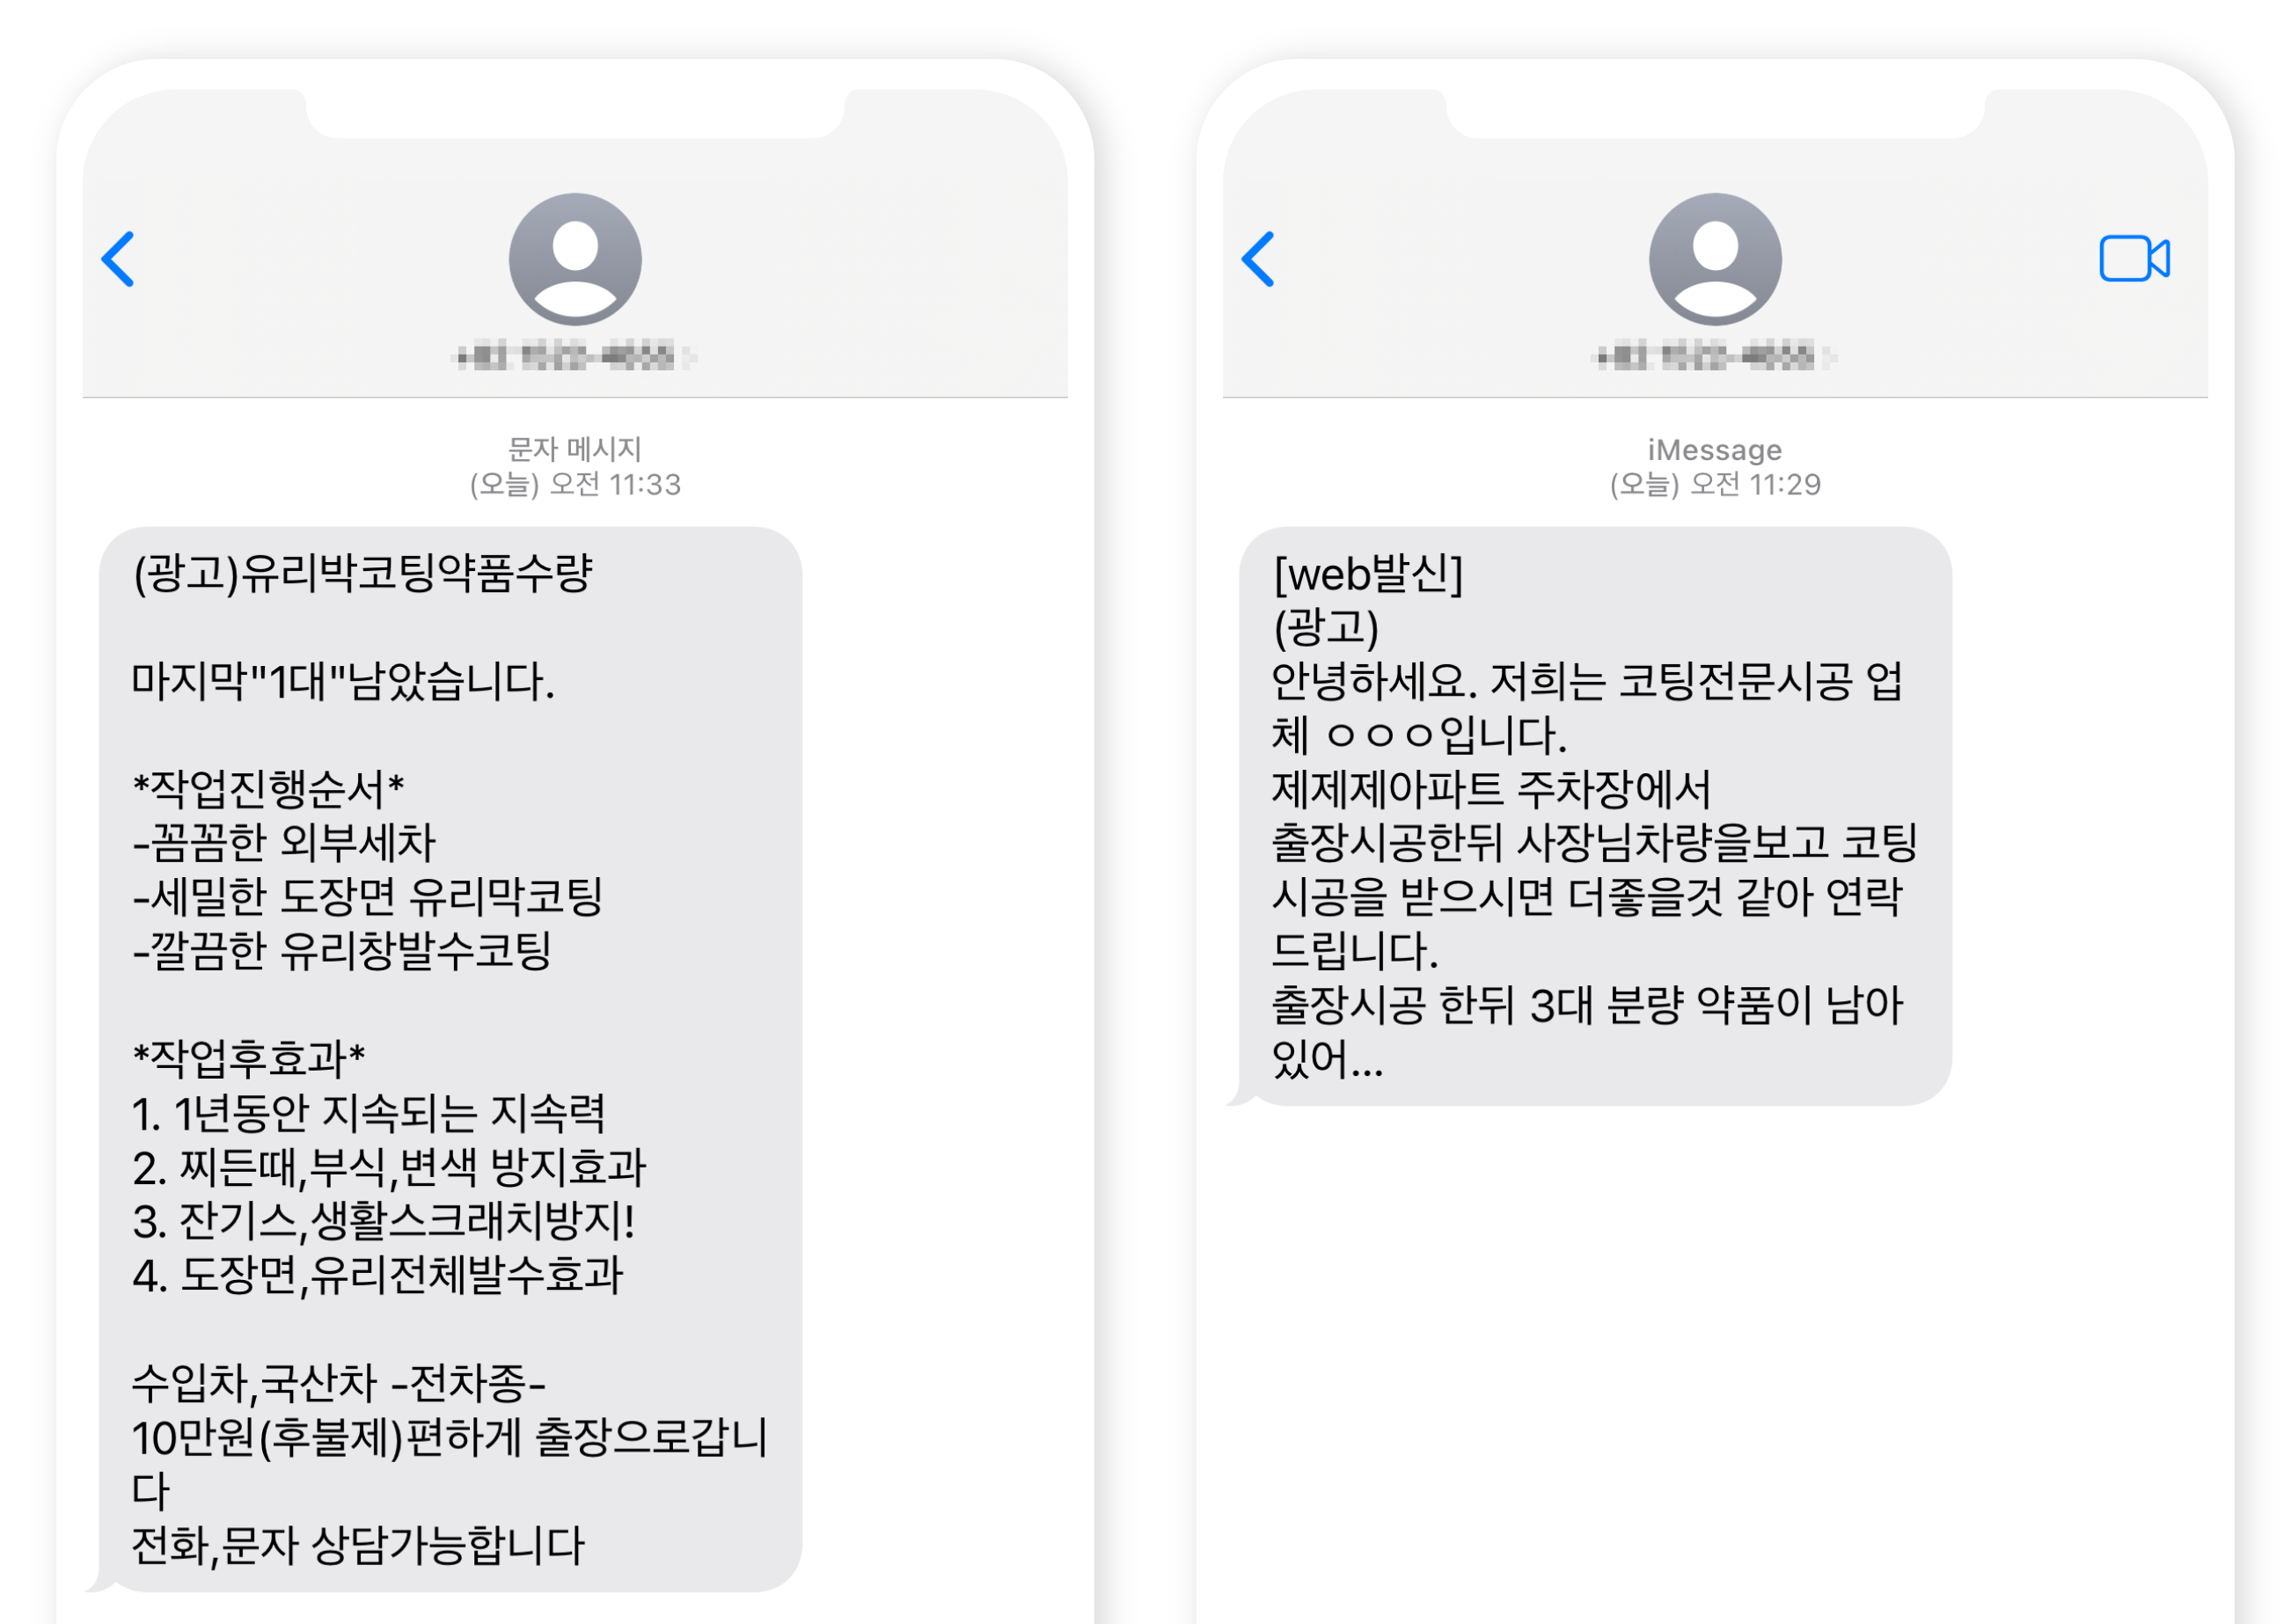 문자 메시지
(오늘) 오전 11:33
(광고)유리박코팅약품수량
마지막"1대"남았습니다.
*작업진행순서*
-꼼꼼한 외부세차
-세밀한 도장면 유리막코팅
-깔끔한 유리창발수코팅
*작업후효과*
1. 1년동안 지속되는 지속력
2. 찌든때,부식,변색 방지효과
3. 잔기스,생활스크래치방지!
4. 도장면,유리전체발수효과
수입차,국산차 -전차종-
10만원(후불제)편하게 출장으로갑니
다
전화,문자 상담가능합니다
iMessage
(오늘) 오전 11:29
[web발신]
(광고)
안녕하세요. 저희는 코팅전문시공 업
체 ㅇㅇㅇ입니다.
제제제아파트 주차장에서
출장시공한뒤 사장님차량을보고 코팅
시공을 받으시면 더좋을것 같아 연락
드립니다.
출장시공 한뒤 3대 분량 약품이 남아
있어...